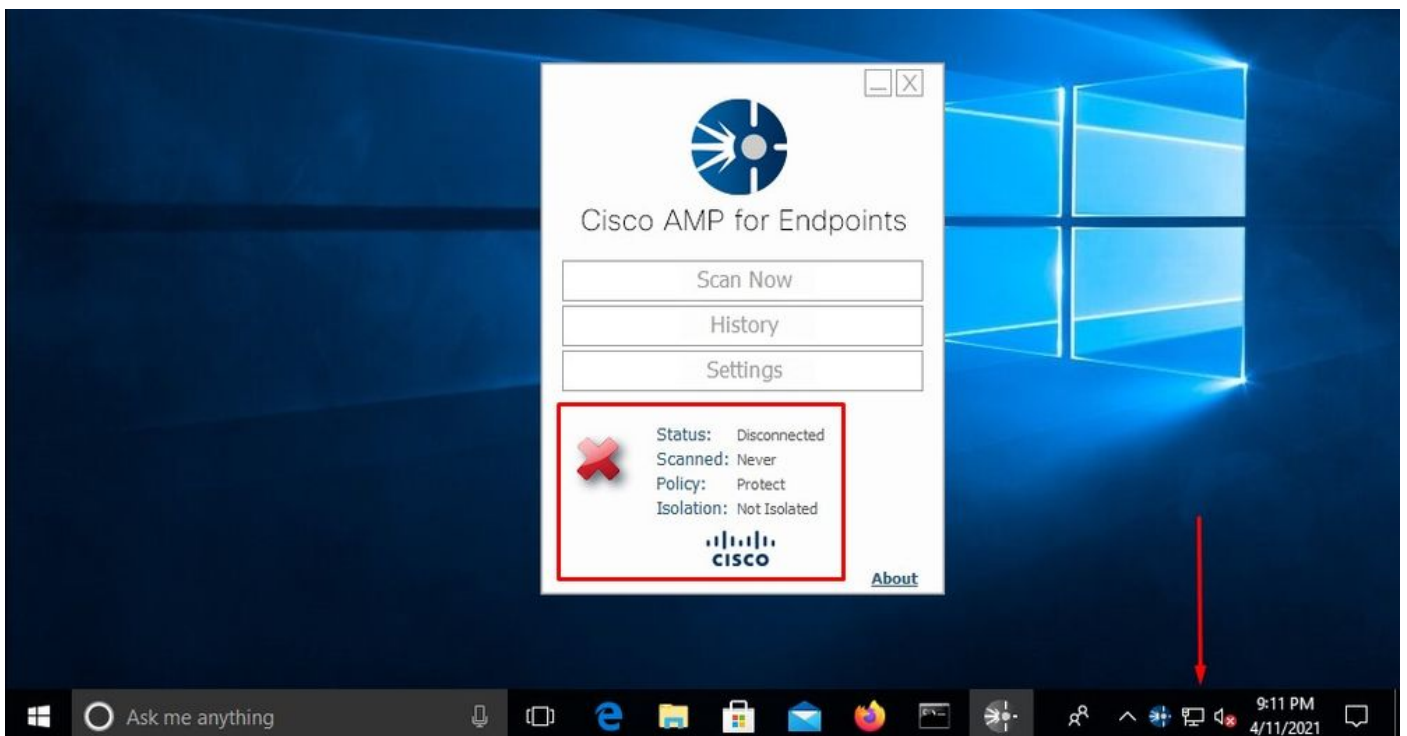 Cisco AMP for Endpoints
Scan Now
History
Settings
Status: Disconnected
Scanned: Never
Policy: Protect
Isolation: Not Isolated
CISCO
About
Ask me anything
9:11 PM
4/11/2021